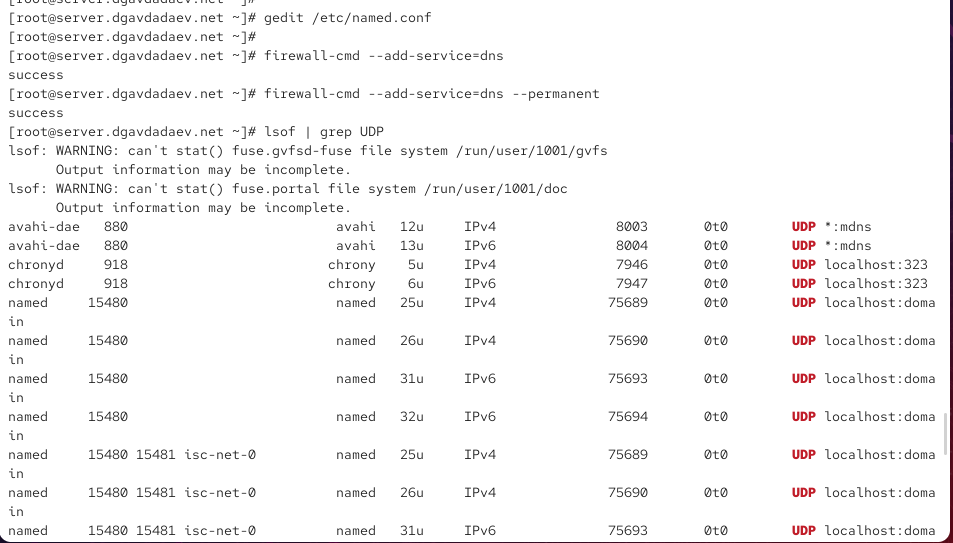 [root@server.dgavdadaev.net ~]# gedit /etc/named.conf
[root@server.dgavdadaev.net ~]#
[root@server.dgavdadaev.net ~]# firewall-cmd --add-service=dns
success
[root@server.dgavdadaev.net ~]# firewall-cmd --add-service=dns --permanent
success
[root@server.dgavdadaev.net ~]# lsof | grep UDP
lsof: WARNING: can't stat() fuse.gvfsd-fuse file system /run/user/1001/gvfs
      Output information may be incomplete.
lsof: WARNING: can't stat() fuse.portal file system /run/user/1001/doc
      Output information may be incomplete.
avahi-dae   880                          avahi   12u     IPv4               8003       0t0        UDP *:mdns
avahi-dae   880                          avahi   13u     IPv6               8004       0t0        UDP *:mdns
chronyd     918                         chrony    5u     IPv4               7946       0t0        UDP localhost:323
chronyd     918                         chrony    6u     IPv6               7947       0t0        UDP localhost:323
named     15480                          named   25u     IPv4              75689       0t0        UDP localhost:doma
in
named     15480                          named   26u     IPv4              75690       0t0        UDP localhost:doma
in
named     15480                          named   31u     IPv6              75693       0t0        UDP localhost:doma
in
named     15480                          named   32u     IPv6              75694       0t0        UDP localhost:doma
in
named     15480 15481 isc-net-0          named   25u     IPv4              75689       0t0        UDP localhost:doma
in
named     15480 15481 isc-net-0          named   26u     IPv4              75690       0t0        UDP localhost:doma
in
named     15480 15481 isc-net-0          named   31u     IPv6              75693       0t0        UDP localhost:doma